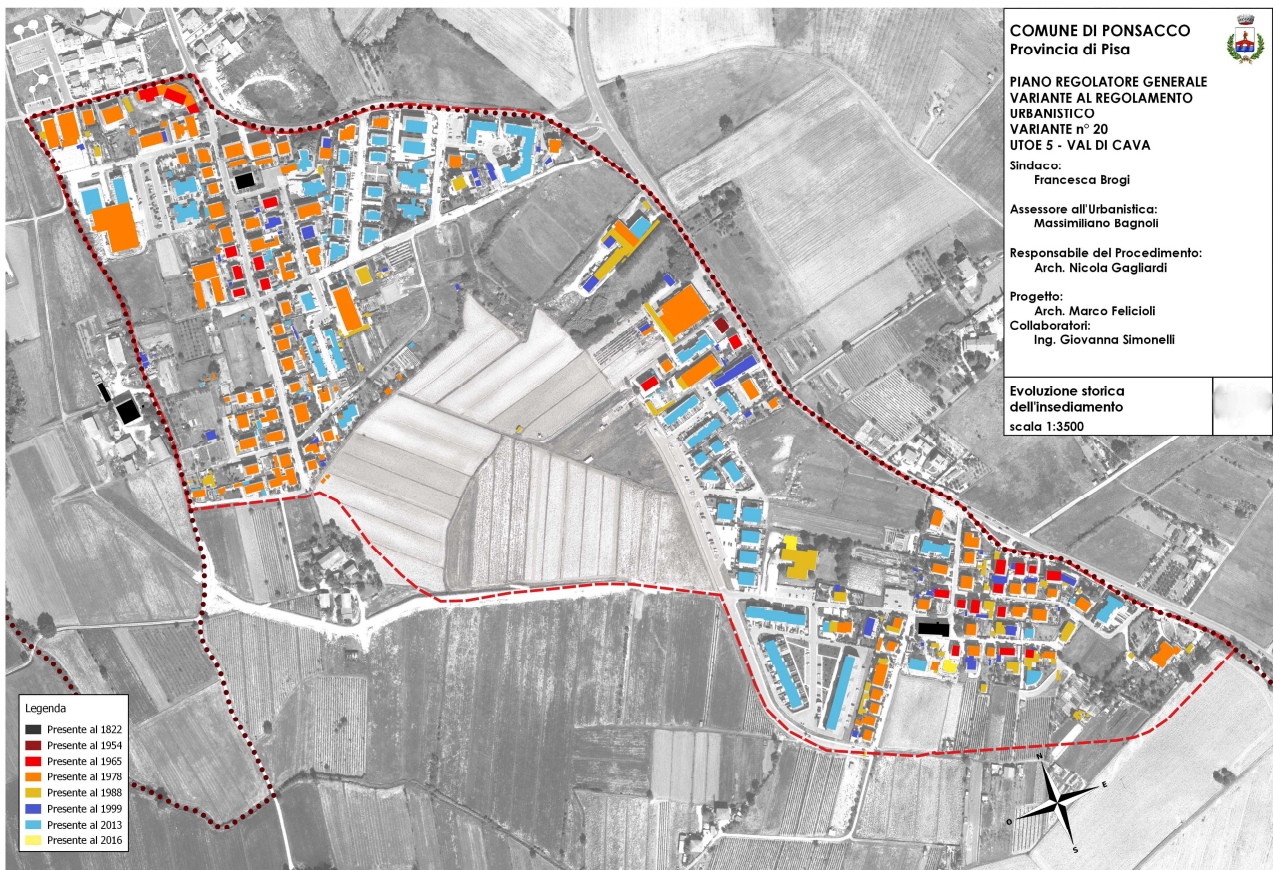 COMUNE DI PONSACCO
Provincia di Pisa
PIANO REGOLATORE GENERALE
VARIANTE AL REGOLAMENTO
URBANISTICO
VARIANTE n° 20
UTOE 5 - VAL DI CAVA
Sindaco:
Francesca Brogi
Assessore all'Urbanistica:
Massimiliano Bagnoli
Responsabile del Procedimento:
Arch. Nicola Gagliardi
Progetto:
Arch. Marco Felicioli
Collaboratori:
Ing. Giovanna Simonelli
Evoluzione storica
dell'insediamento
scala 1:3500
Legenda
Presente al 1822
Presente al 1954
Presente al 1965
Presente al 1978
Presente al 1988
Presente al 1999
Presente al 2013
Presente al 2016
N
E
O
S